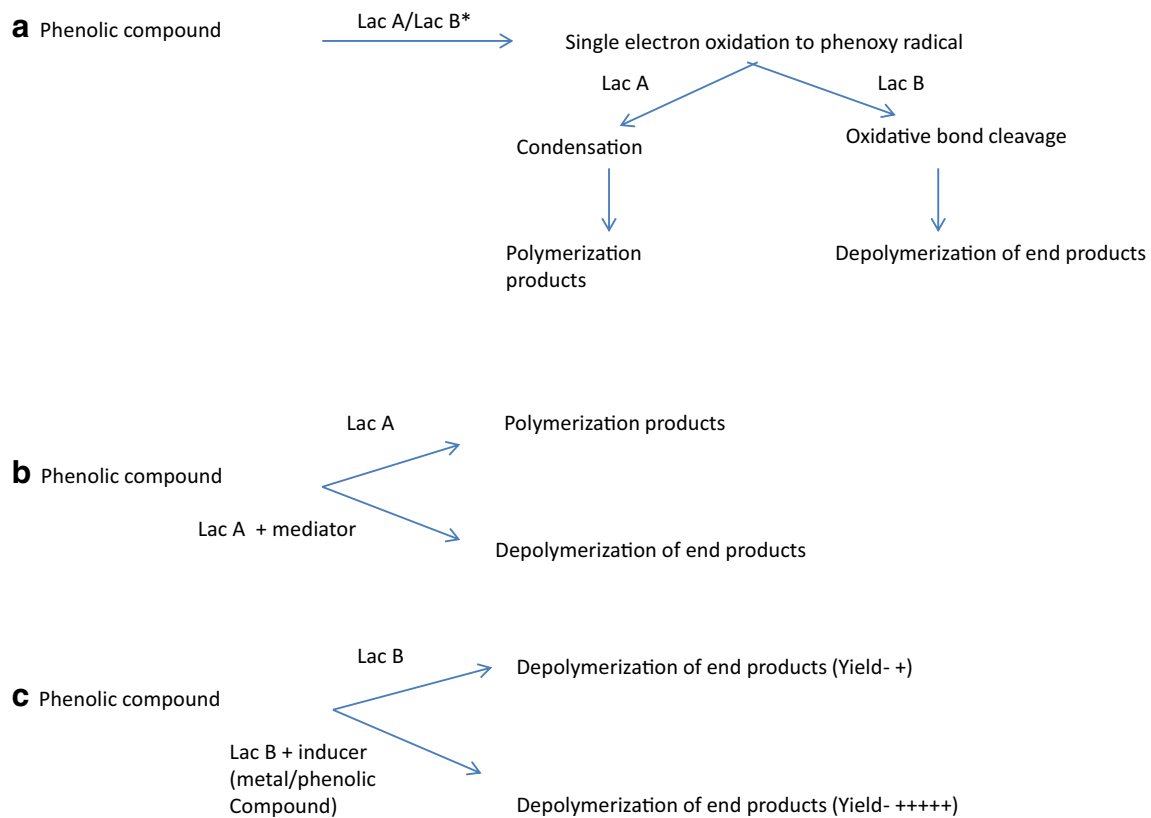 a Phenolic compound
Lac A/Lac B*
Single electron oxidation to phenoxy radical
Lac A
Lac B
Condensation
Oxidative bond cleavage
Polymerization
products
Depolymerization of end products
Lac A
Polymerization products
b Phenolic compound
Lac A + mediator
Depolymerization of end products
Lac B
Depolymerization of end products (Yield- +)
c Phenolic compound
Lac B + inducer
(metal/phenolic
Compound)
Depolymerization of end products (Yield- +++++)